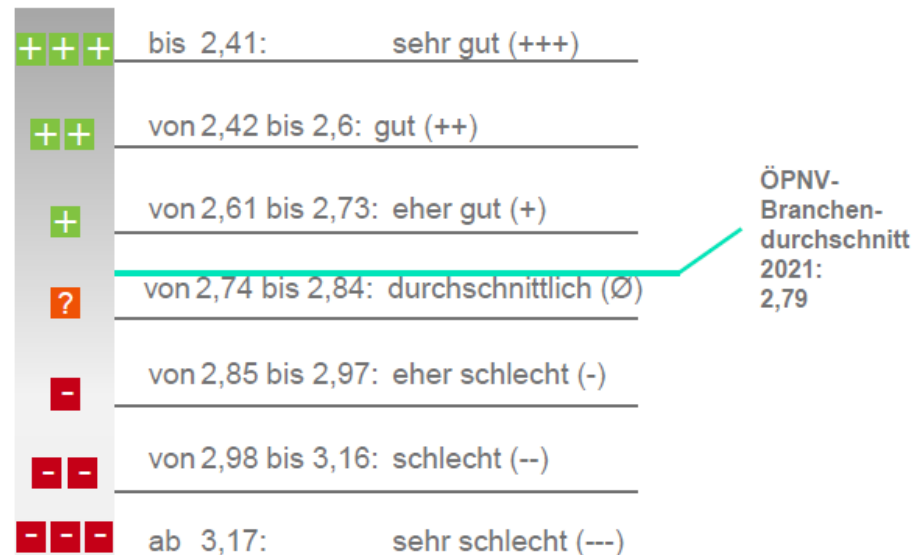 +++ bis 2,41: sehr gut (+++)
++ von 2,42 bis 2,6: gut (++)
+ von 2,61 bis 2,73: eher gut (+)
? von 2,74 bis 2,84: durchschnittlich (Ø)
- von 2,85 bis 2,97: eher schlecht (-)
-- von 2,98 bis 3,16: schlecht (--)
--- ab 3,17: sehr schlecht (---)
ÖPNV-
Branchen-
durchschnitt
2021:
2,79